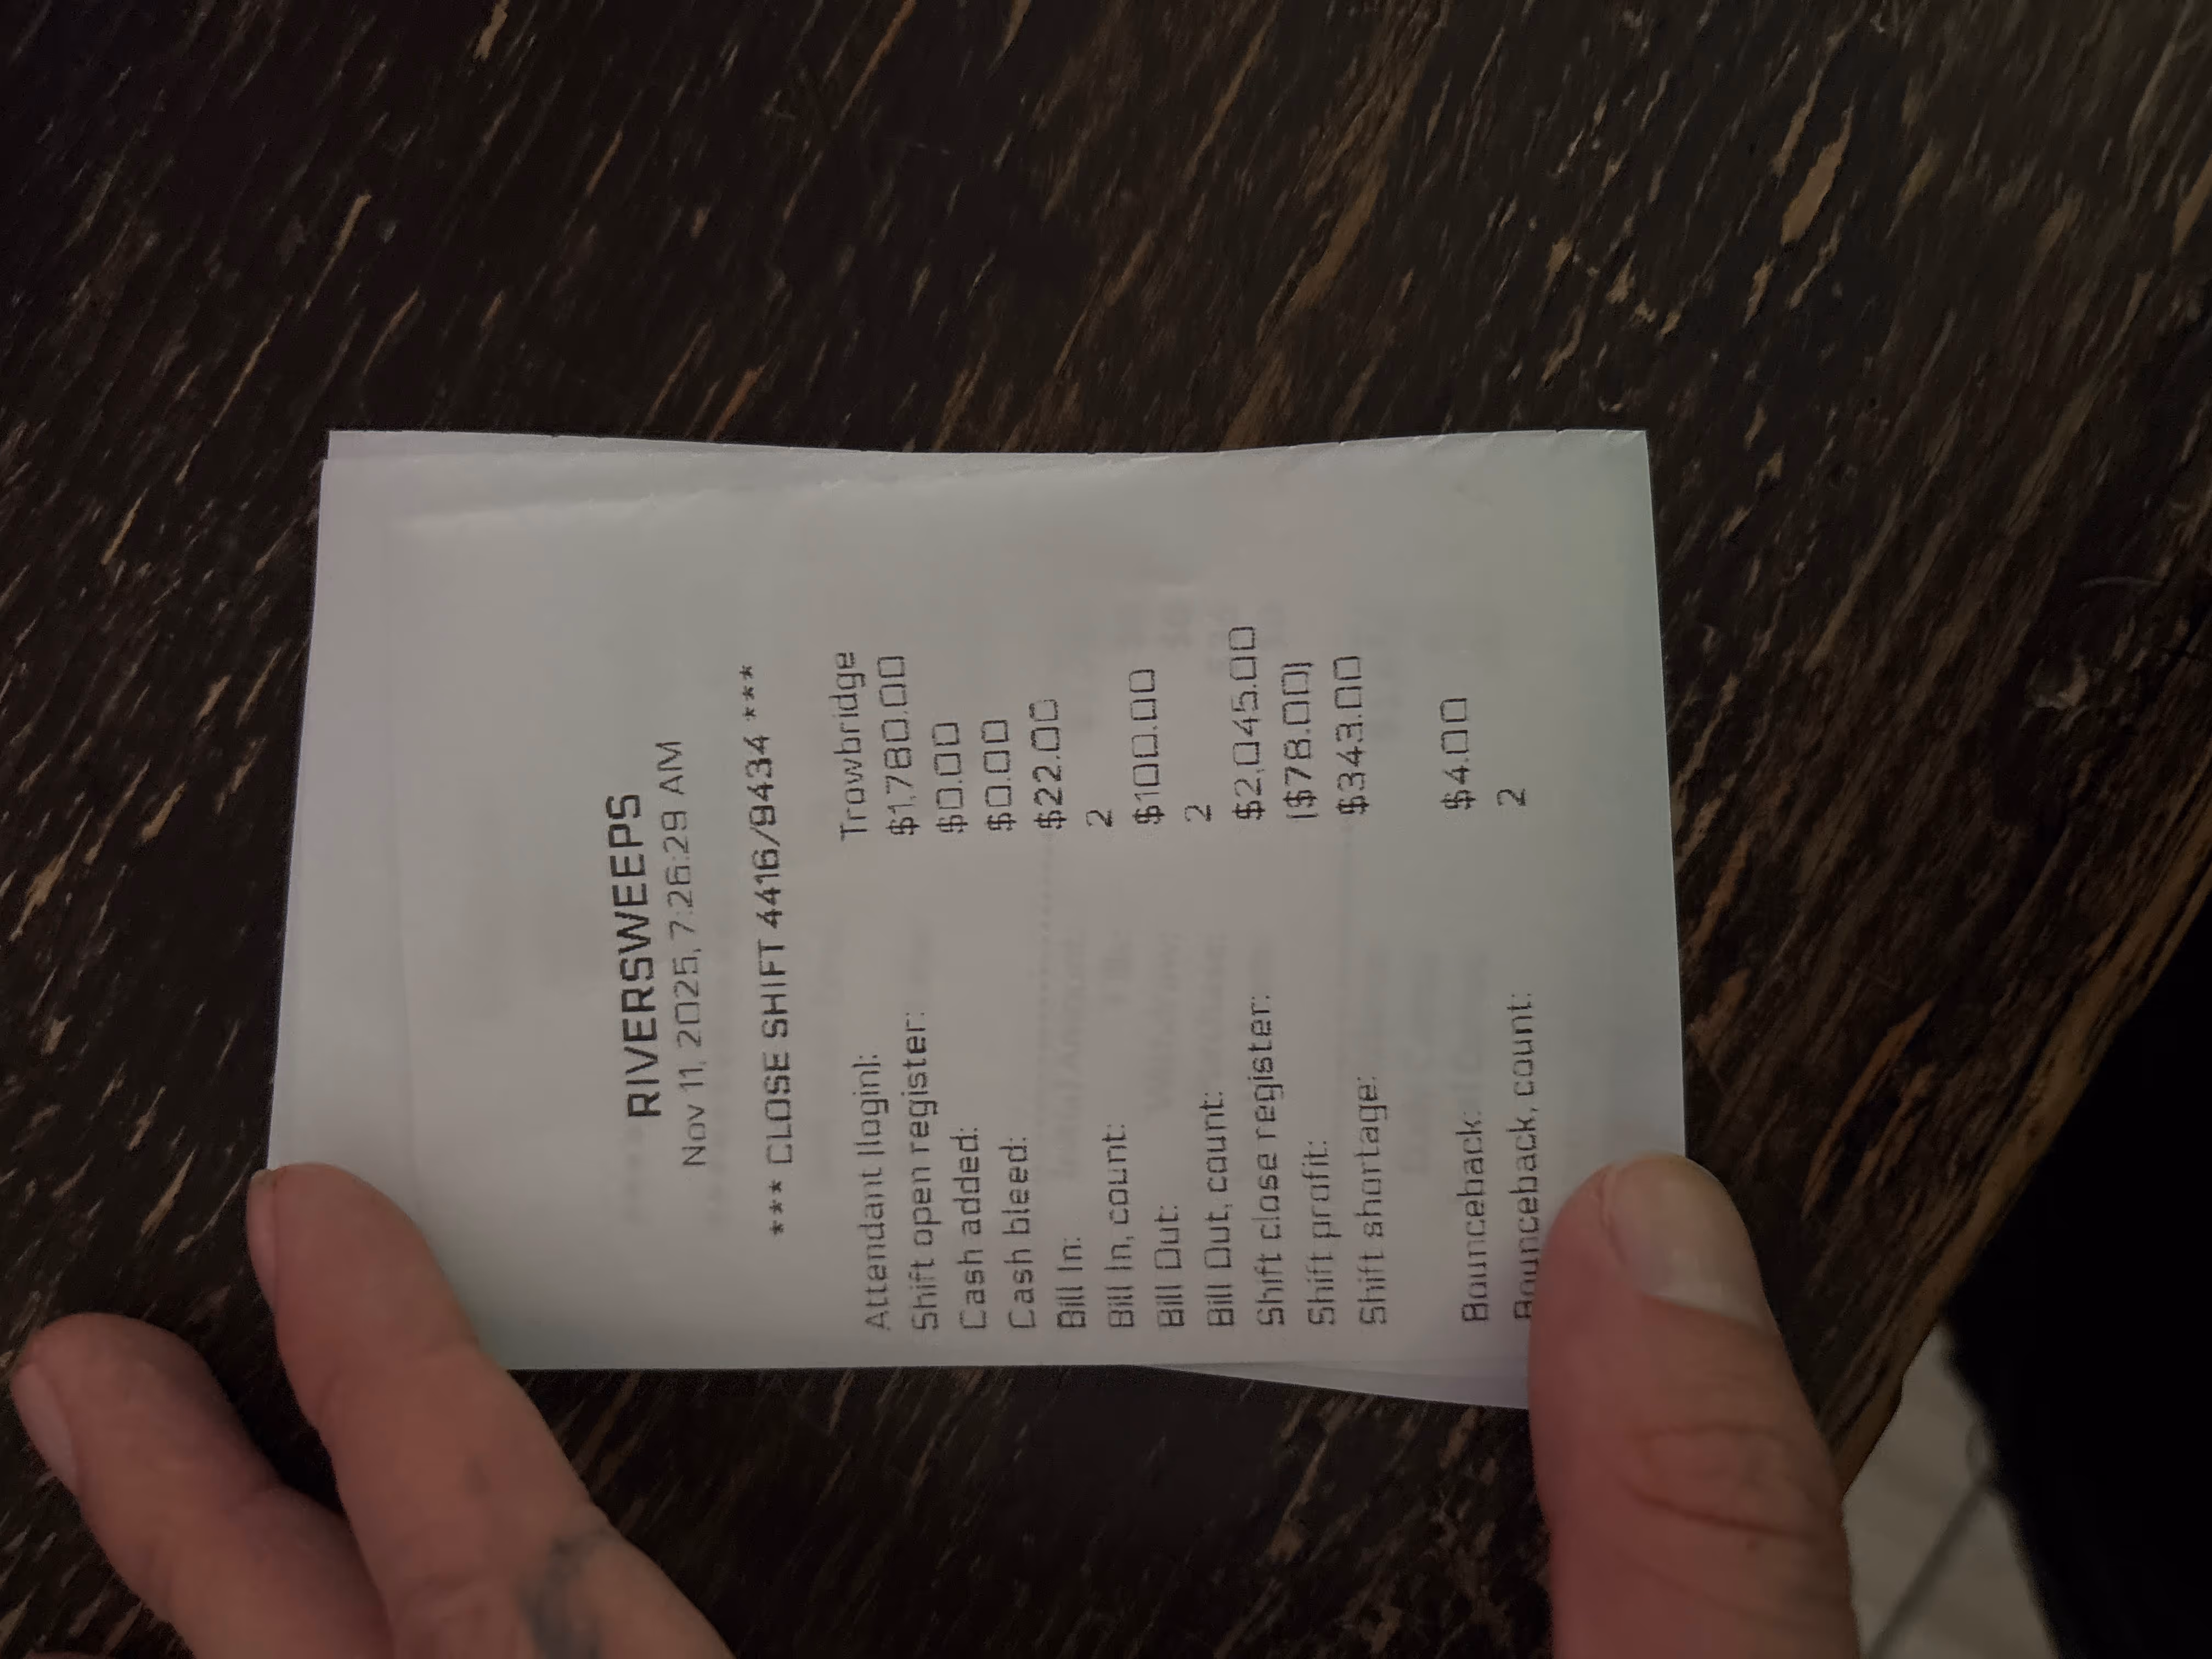 RIVERSWEEPS
Nov 11, 2025, 7:26:29 AM
*** CLOSE SHIFT 4416/9434 ***
Attendant (login): Trowbridge
Shift open register: $1,780.00
Cash added: $0.00
Cash bleed: $0.00
Bill In: $22.00
Bill In, count: 2
Bill Out: $100.00
Bill Out, count: 2
Shift close register: $2,045.00
Shift profit: ($78.00)
Shift shortage: $343.00
Bounceback: $4.00
Bounceback, count: 2